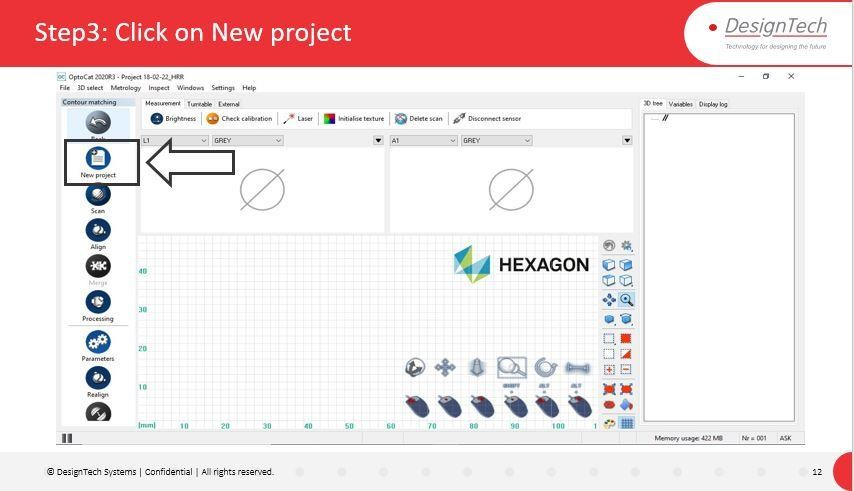 Step3: Click on New project
DesignTech
Technology for designing the future
OC OptoCat 2020R3 - Project 18-02-22_HRR
File 3D select Metrology Inspect Windows Settings Help
Contour matching
Measurement Turntable External
3D tree Variables Display log
Brightness Check calibration Laser Initialise texture Delete scan Disconnect sensor
//
Back
L1 GREY A1 GREY
New project
Scan
Align
Merge
Processing
Parameters
Realign
HEXAGON
40
30
20
10
SHIFT ALT ALT
[mm] 10 20 30 40 50 60 70 80 90 100 1
Memory usage: 422 MB Nr = 001 ASK
© DesignTech Systems | Confidential | All rights reserved.
12